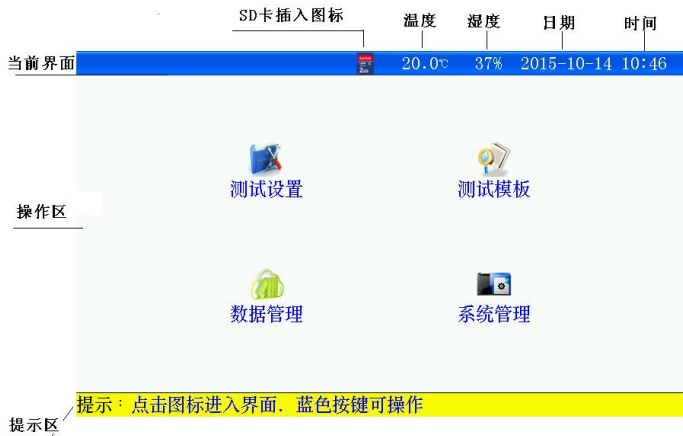 SD卡插入图标 温度 湿度 日期 时间
当前界面 20.0℃ 37% 2015-10-14 10:46
测试设置 测试模板
操作区
数据管理 系统管理
提示：点击图标进入界面．蓝色按键可操作
提示区